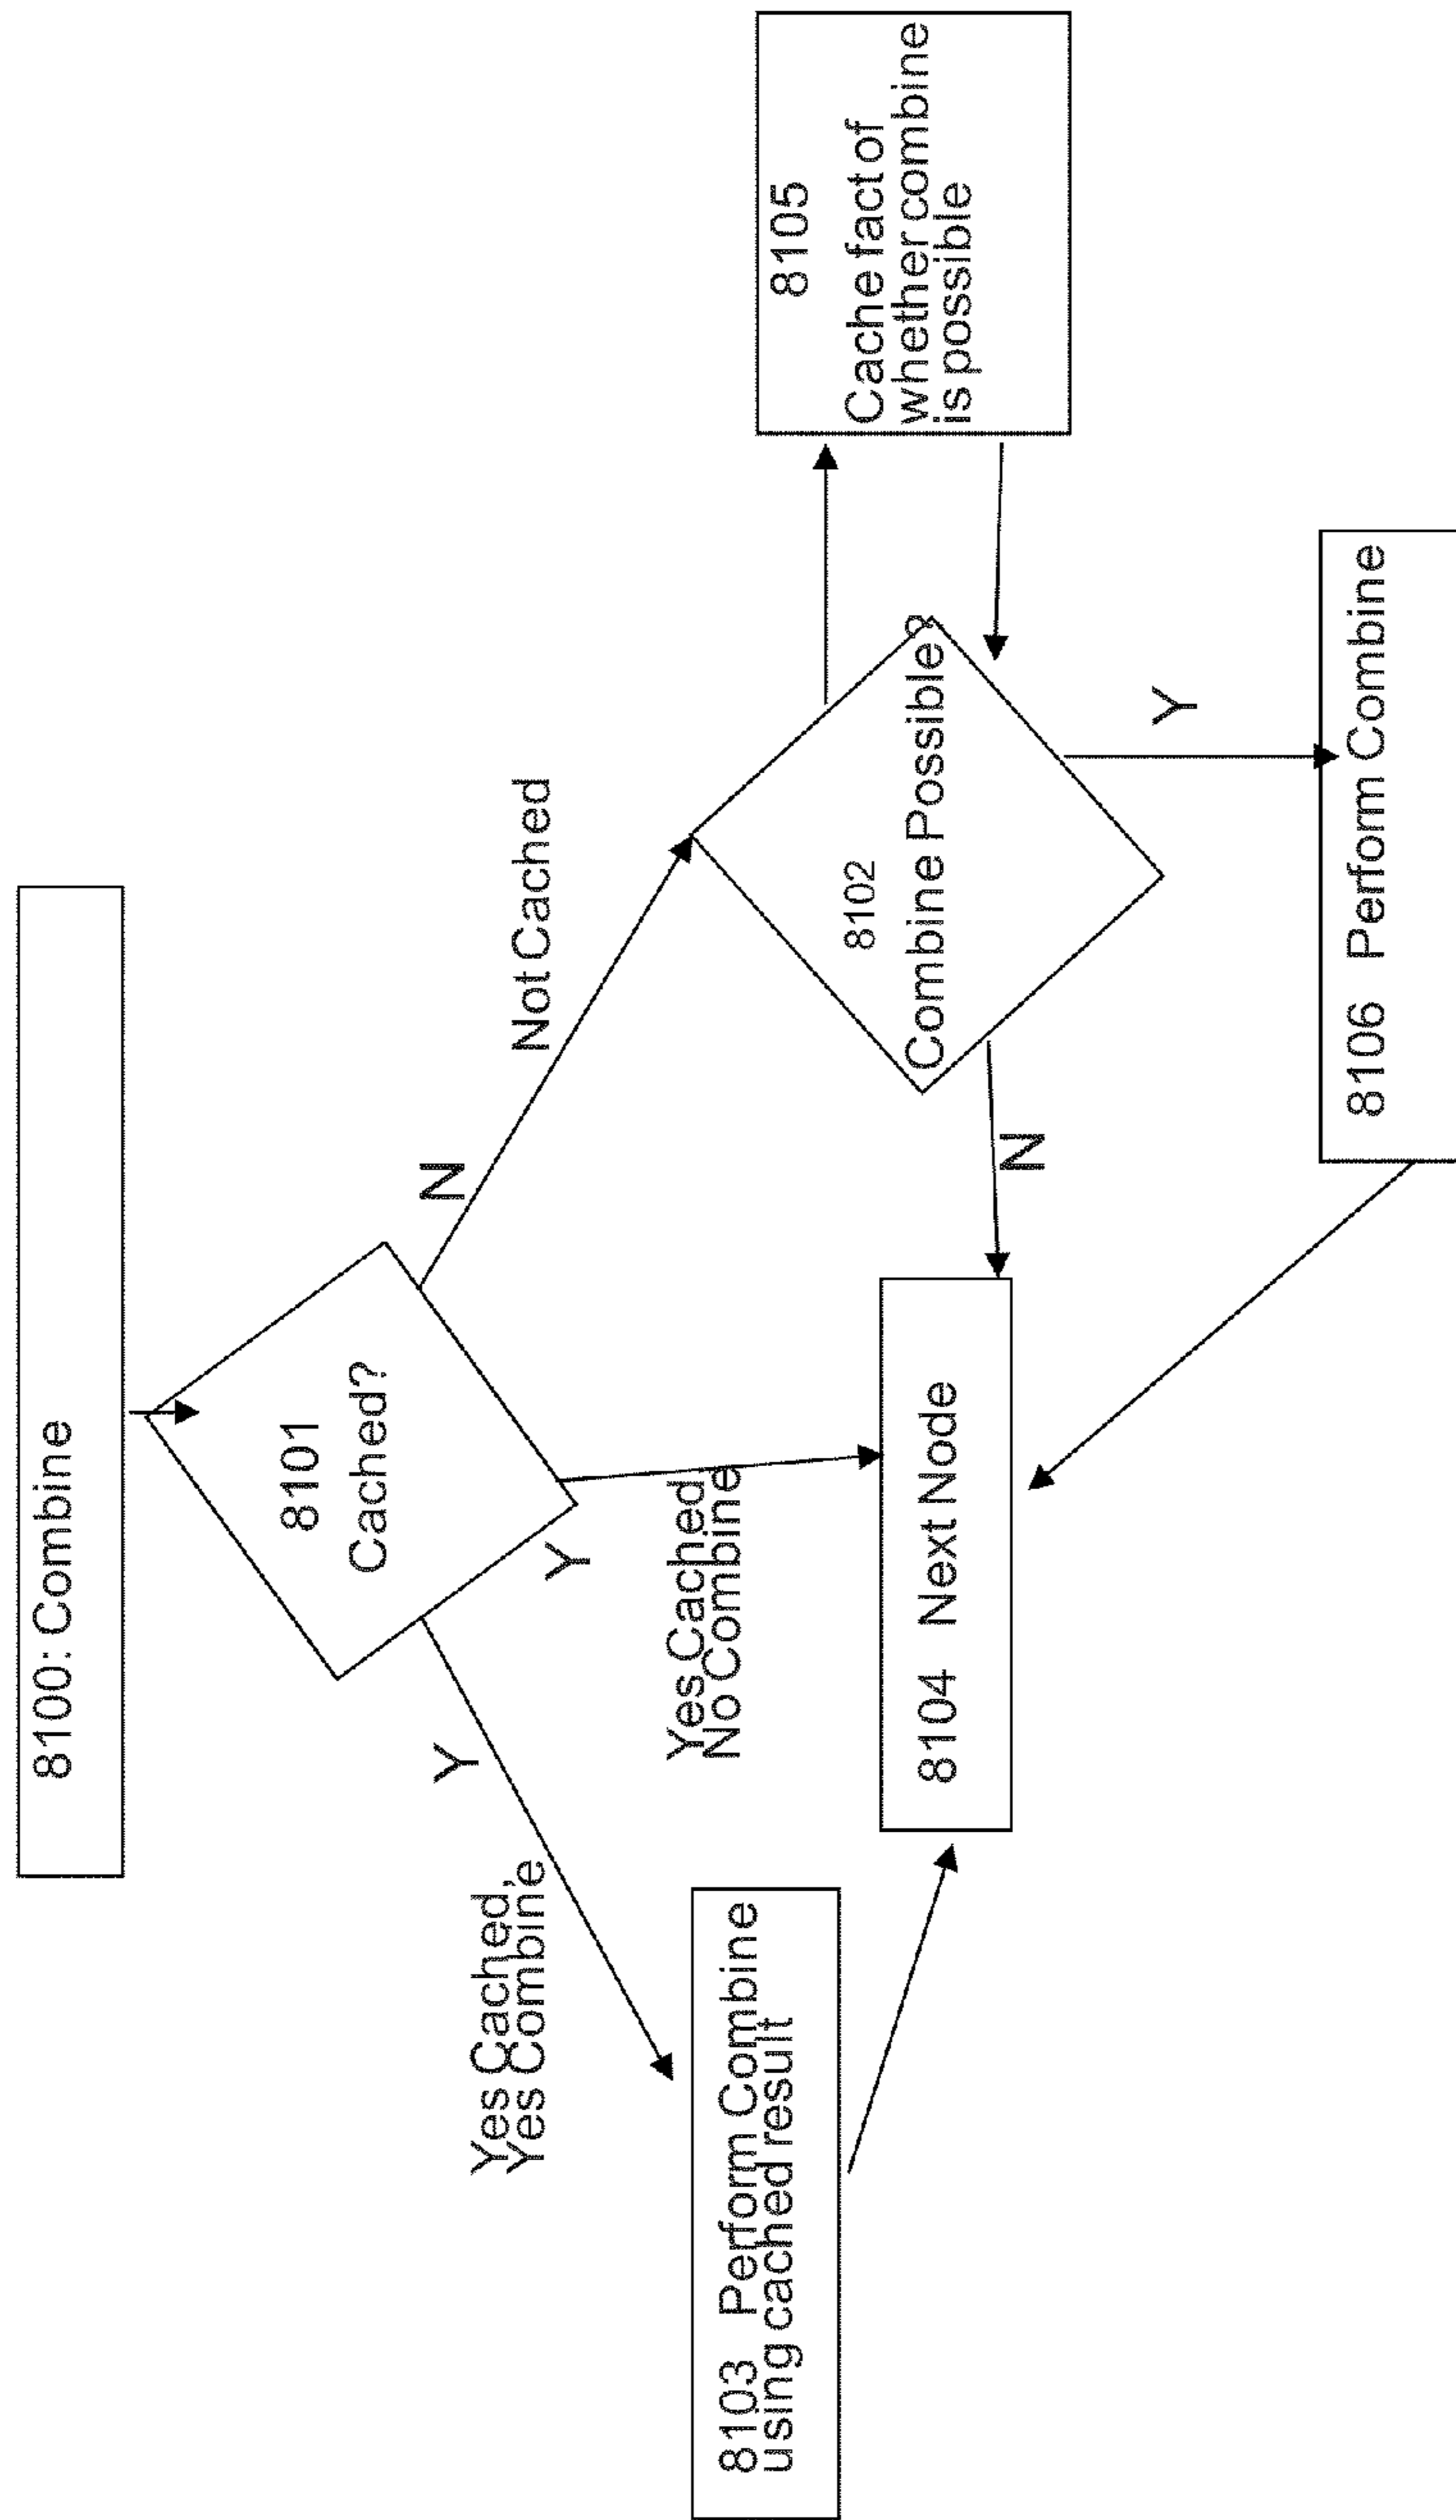 8100: Combine
8101
Cached?
N
Not Cached
Y
Yes Cached,
Yes Combine
Y
Yes Cached,
No Combine
8102
Combine Possible?
8105
Cache fact of
whether combine
is possible
N
Y
8103 Perform Combine
using cached result
8104 Next Node
8106 Perform Combine